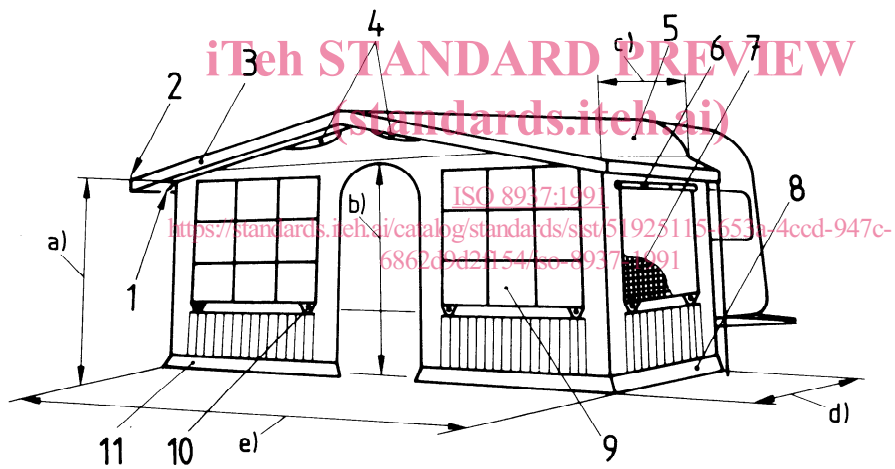 4
5
6
7
c)
iTeh STANDARD PREVIEW
3
2
(standards.iteh.ai)
8
ISO 8937:1991
b)
https://standards.iteh.ai/catalog/standards/sist/51925115-653a-4ccd-947c-
a)
6862d9d2f154/iso-8937-1991
1
d)
11
10
e)
9